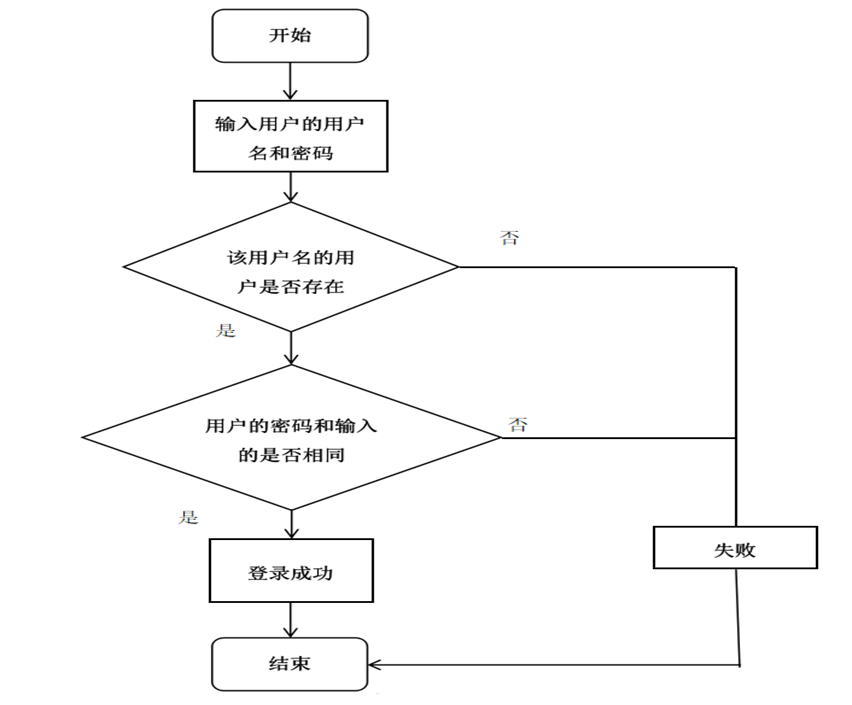 开始
输入用户的用户
名和密码
否
该用户名的用
户是否存在
是
否
用户的密码和输入
的是否相同
是
失败
登录成功
结束